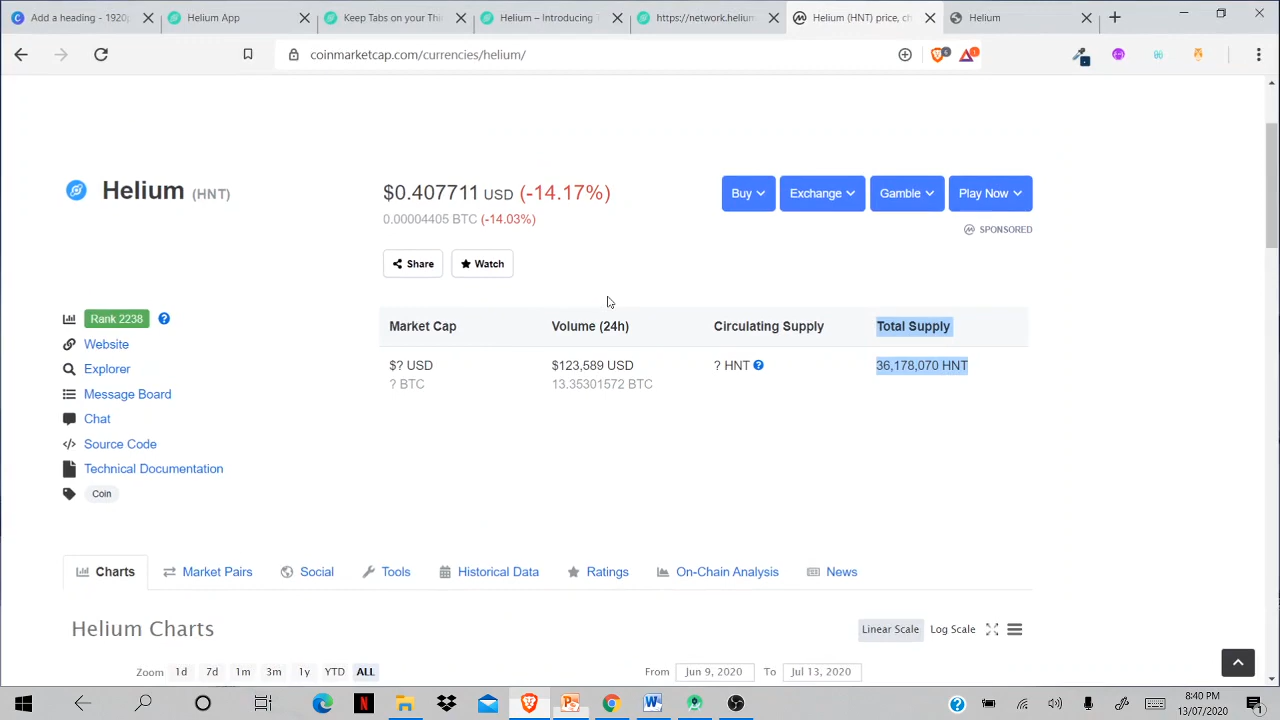 Add a heading - 1920
Helium App
Keep Tabs on your Thi
Helium – Introducing
https://network.helium
Helium (HNT) price, ch
Helium
coinmarketcap.com/currencies/helium/
Helium (HNT)
$0.407711 USD (-14.17%)
0.00004405 BTC (-14.03%)
Buy
Exchange
Gamble
Play Now
SPONSORED
Share
Watch
Rank 2238
Website
Explorer
Message Board
Chat
Source Code
Technical Documentation
Coin
Market Cap
Volume (24h)
Circulating Supply
Total Supply
$? USD
$123,589 USD
? HNT
36,178,070 HNT
? BTC
13.35301572 BTC
Charts
Market Pairs
Social
Tools
Historical Data
Ratings
On-Chain Analysis
News
Helium Charts
Linear Scale
Log Scale
Zoom 1d 7d 1m 3m 1y YTD ALL
From Jun 9, 2020 To Jul 13, 2020
8:40 PM
13/07/2020